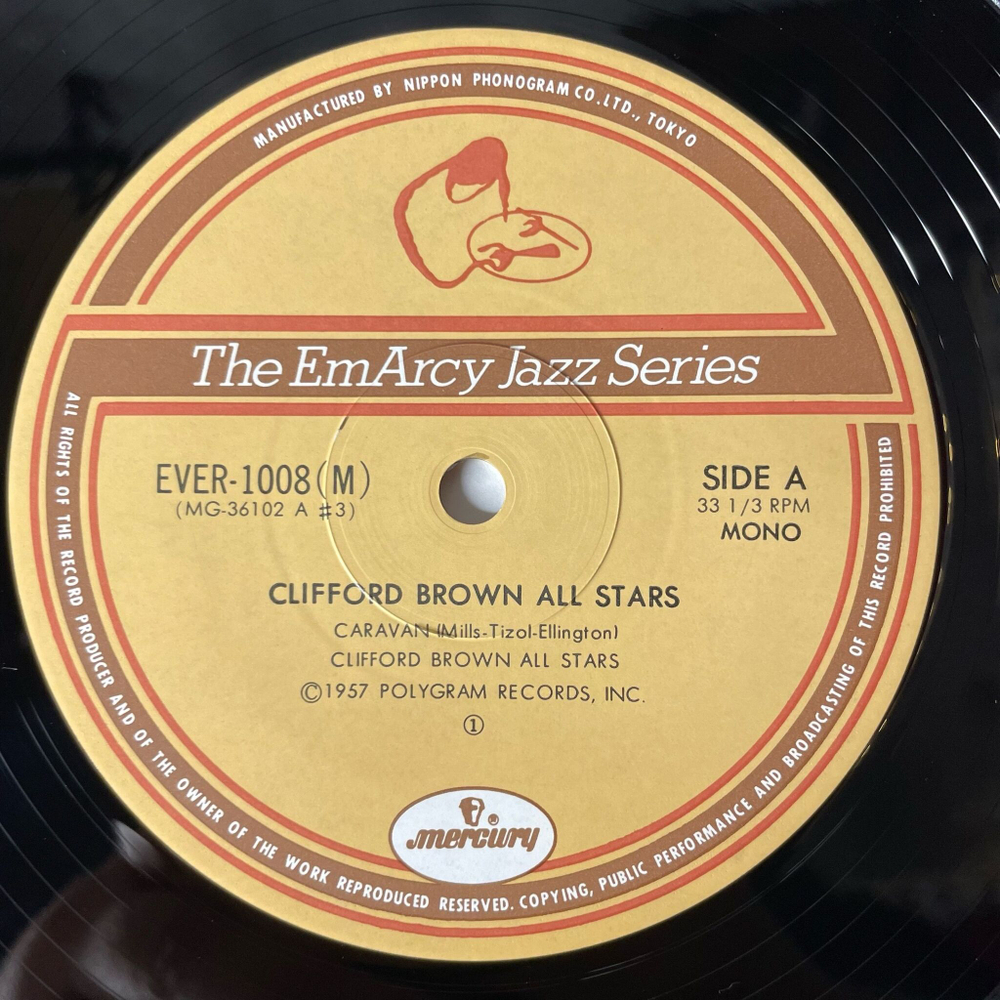 MANUFACTURED BY NIPPON PHONOGRAM CO.LTD., TOKYO
The EmArcy Jazz Series
EVER-1008(M)
(MG-36102 A ♯3)
SIDE A
33 1/3 RPM
MONO
CLIFFORD BROWN ALL STARS
CARAVAN (Mills-Tizol-Ellington)
CLIFFORD BROWN ALL STARS
©1957 POLYGRAM RECORDS, INC.
①
mercury
ALL RIGHTS OF THE RECORD PRODUCER AND OF THE OWNER OF THE WORK REPRODUCED RESERVED. COPYING, PUBLIC PERFORMANCE AND BROADCASTING OF THIS RECORD PROHIBITED